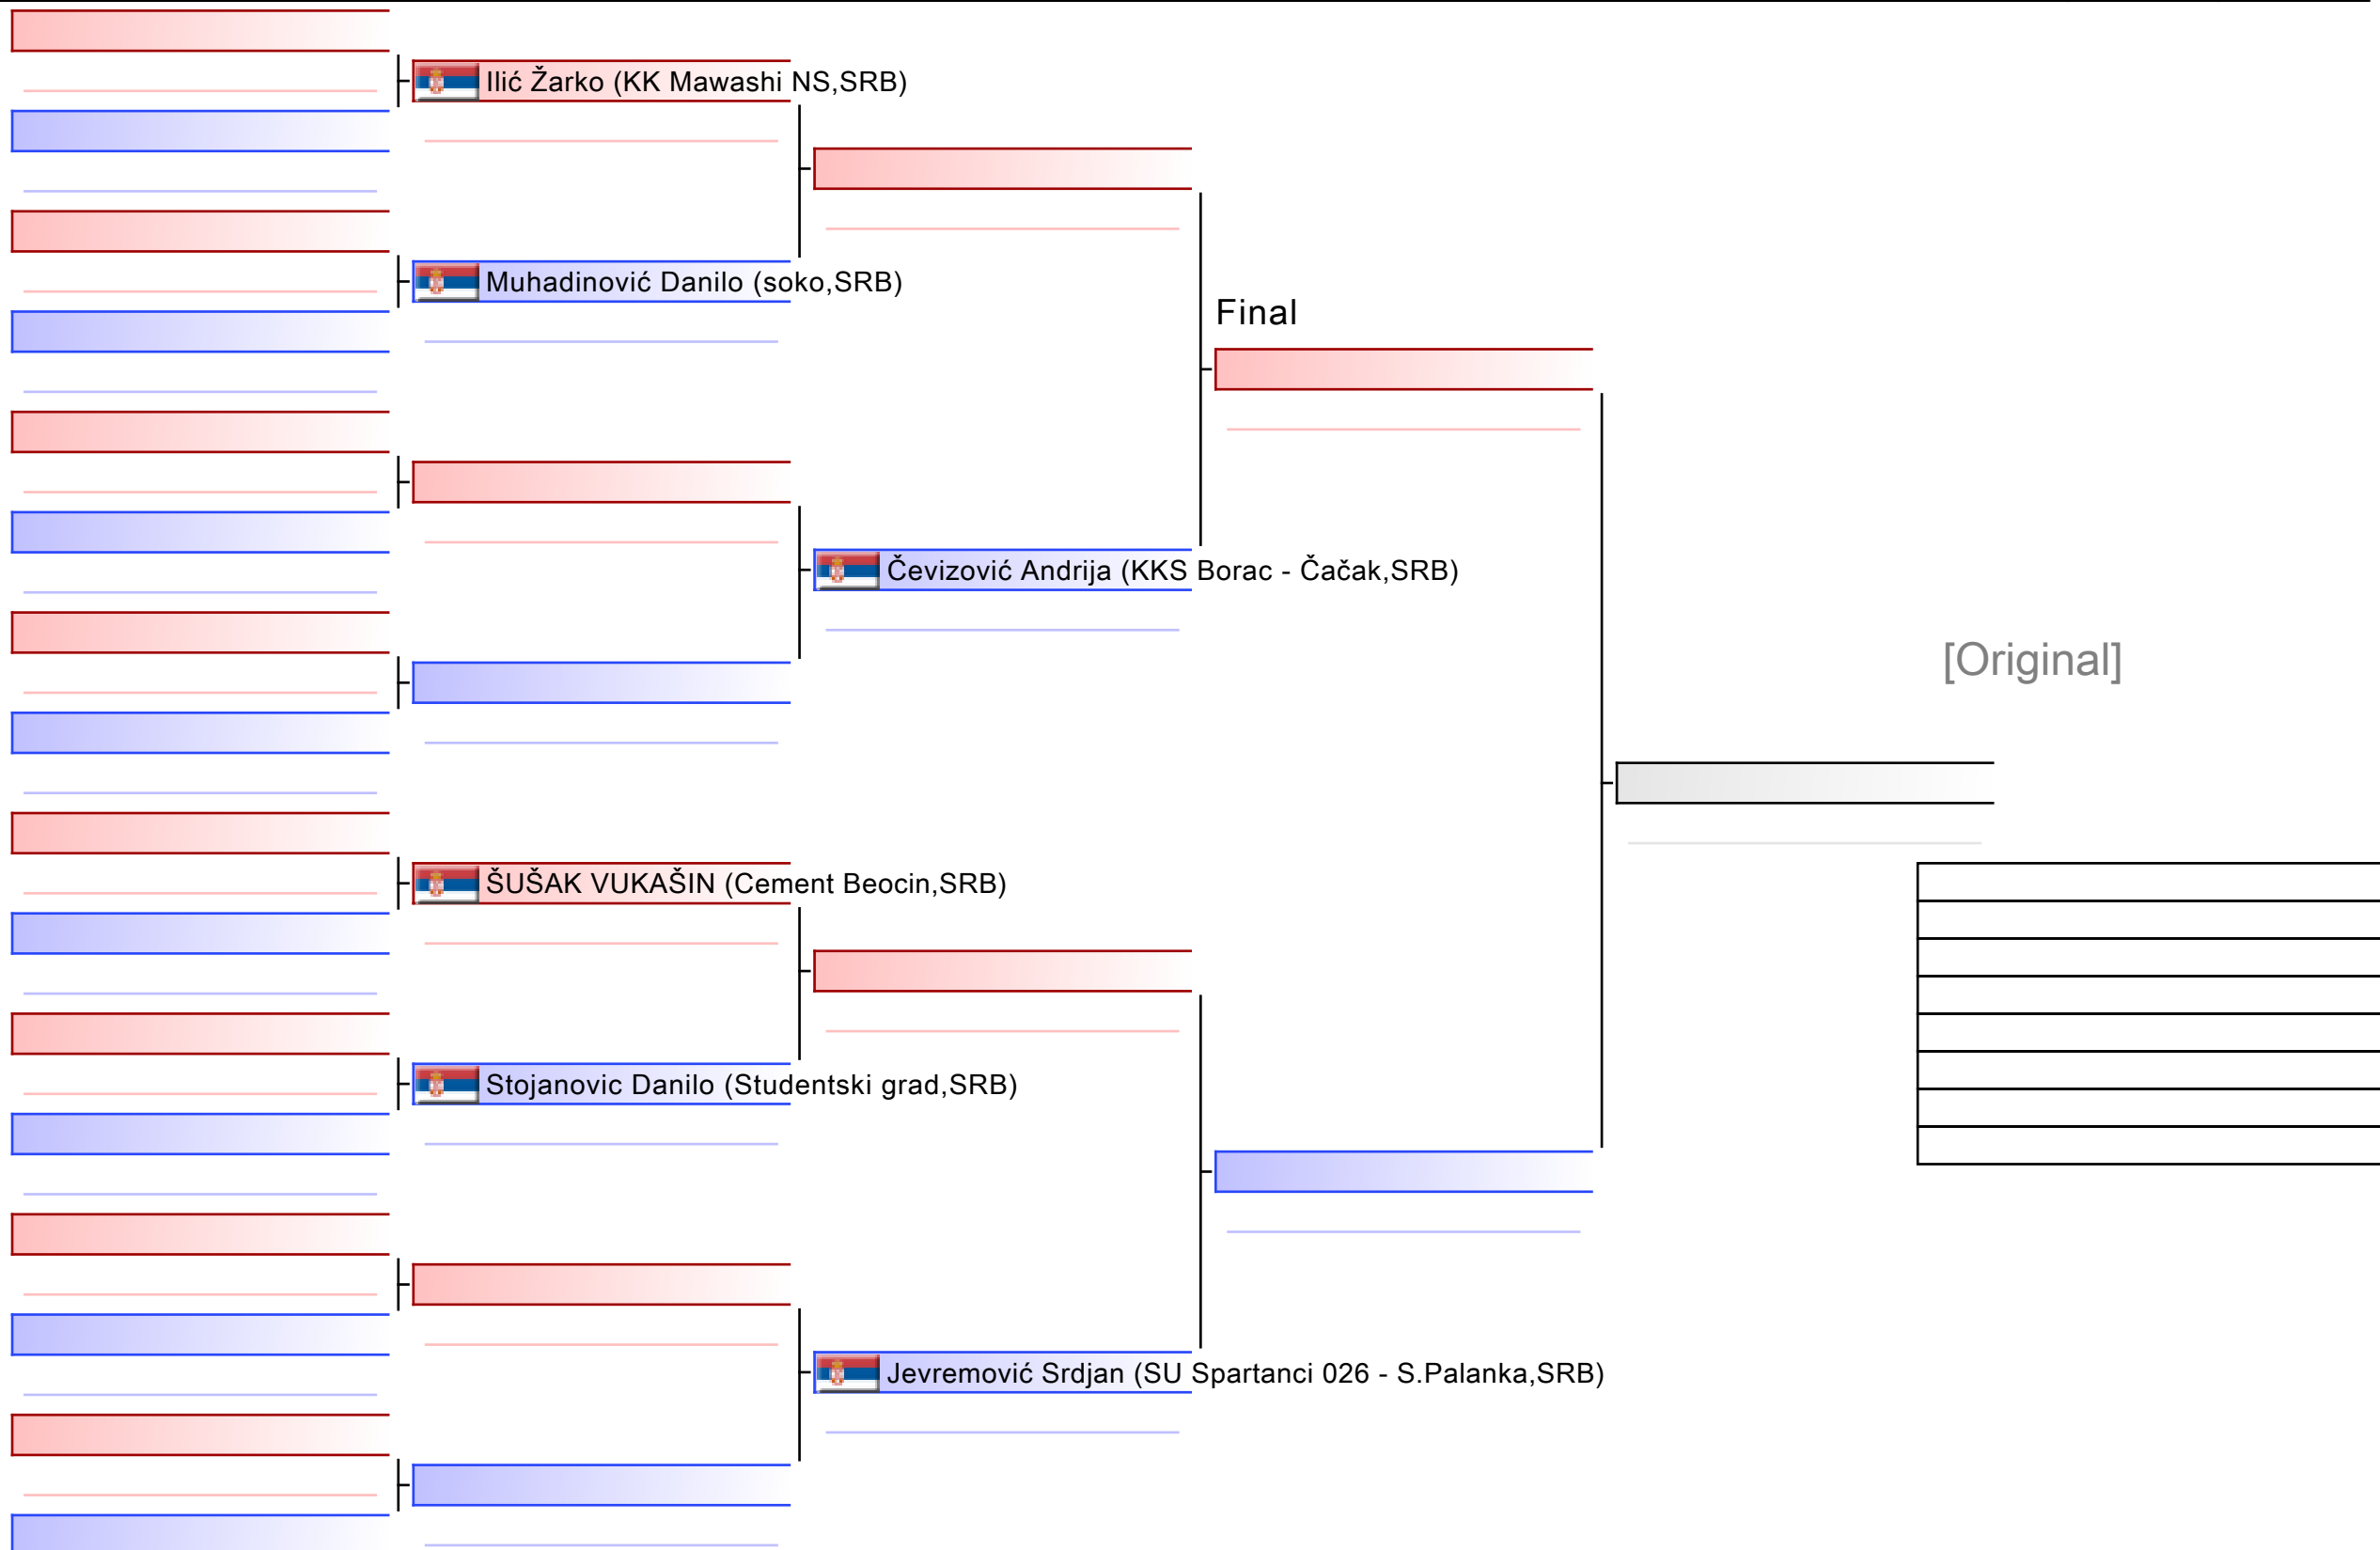 Ilić Žarko (KK Mawashi NS,SRB)
Muhadinović Danilo (soko,SRB)
Final
Čevizović Andrija (KKS Borac - Čačak,SRB)
[Original]
ŠUŠAK VUKAŠIN (Cement Beocin,SRB)
Stojanovic Danilo (Studentski grad,SRB)
Jevremović Srdjan (SU Spartanci 026 - S.Palanka,SRB)